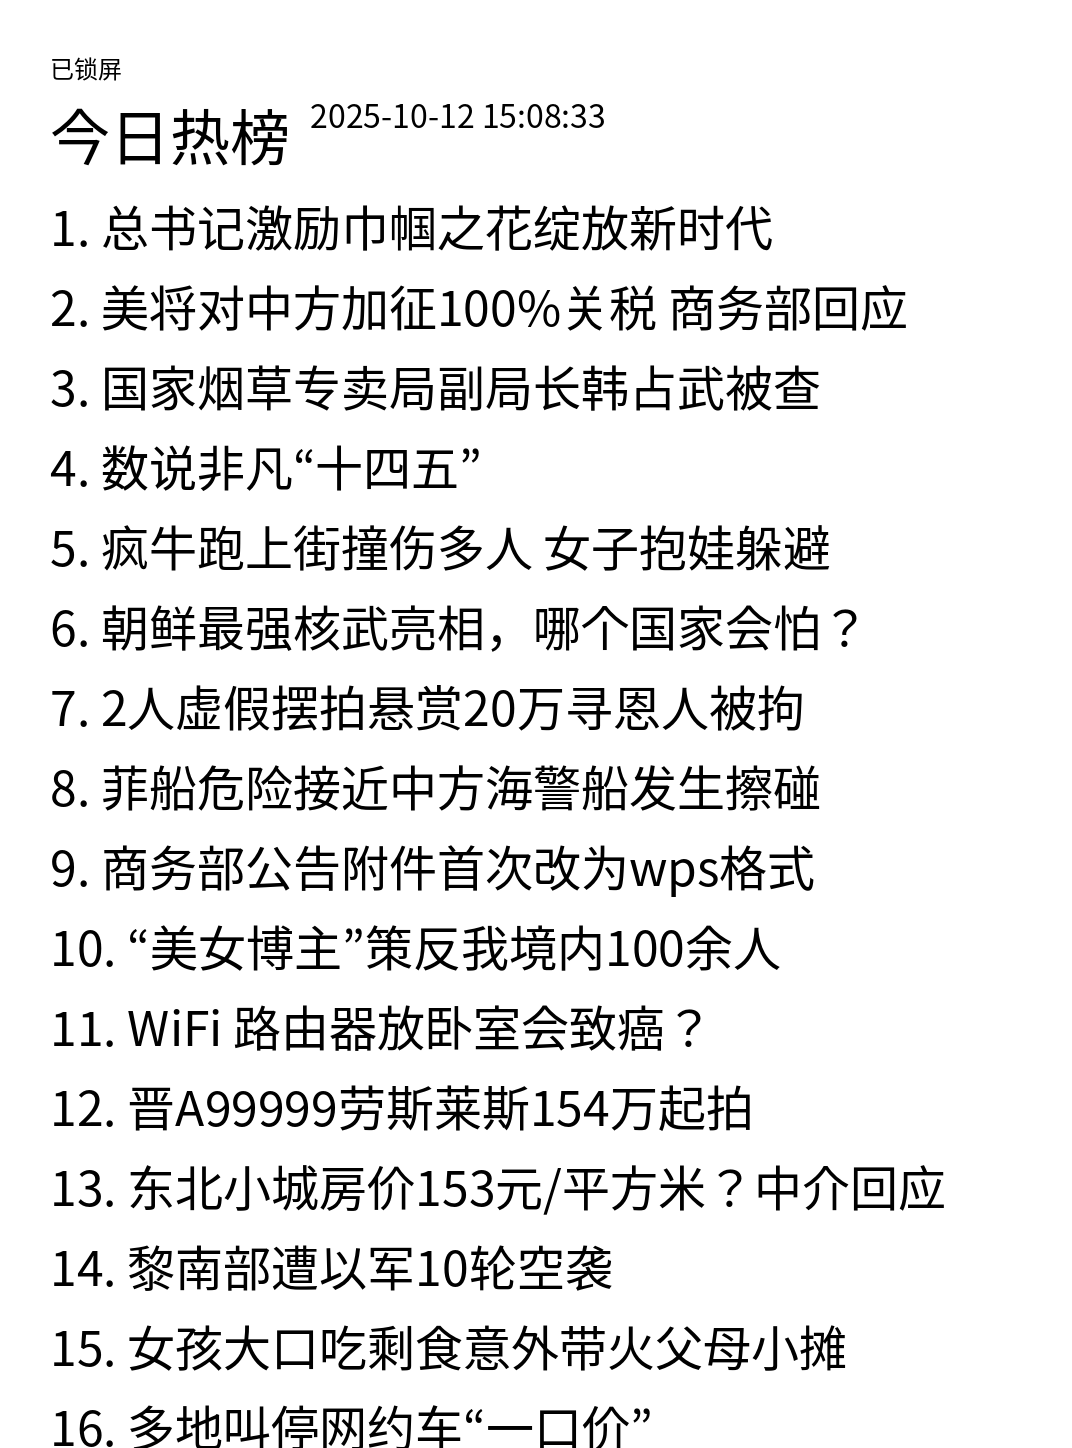 已锁屏
今日热榜 2025-10-12 15:08:33
1. 总书记激励巾帼之花绽放新时代
2. 美将对中方加征100%关税 商务部回应
3. 国家烟草专卖局副局长韩占武被查
4. 数说非凡“十四五”
5. 疯牛跑上街撞伤多人 女子抱娃躲避
6. 朝鲜最强核武亮相，哪个国家会怕？
7. 2人虚假摆拍悬赏20万寻恩人被拘
8. 菲船危险接近中方海警船发生擦碰
9. 商务部公告附件首次改为wps格式
10. “美女博主”策反我境内100余人
11. WiFi 路由器放卧室会致癌？
12. 晋A99999劳斯莱斯154万起拍
13. 东北小城房价153元/平方米？中介回应
14. 黎南部遭以军10轮空袭
15. 女孩大口吃剩食意外带火父母小摊
16. 多地叫停网约车“一口价”